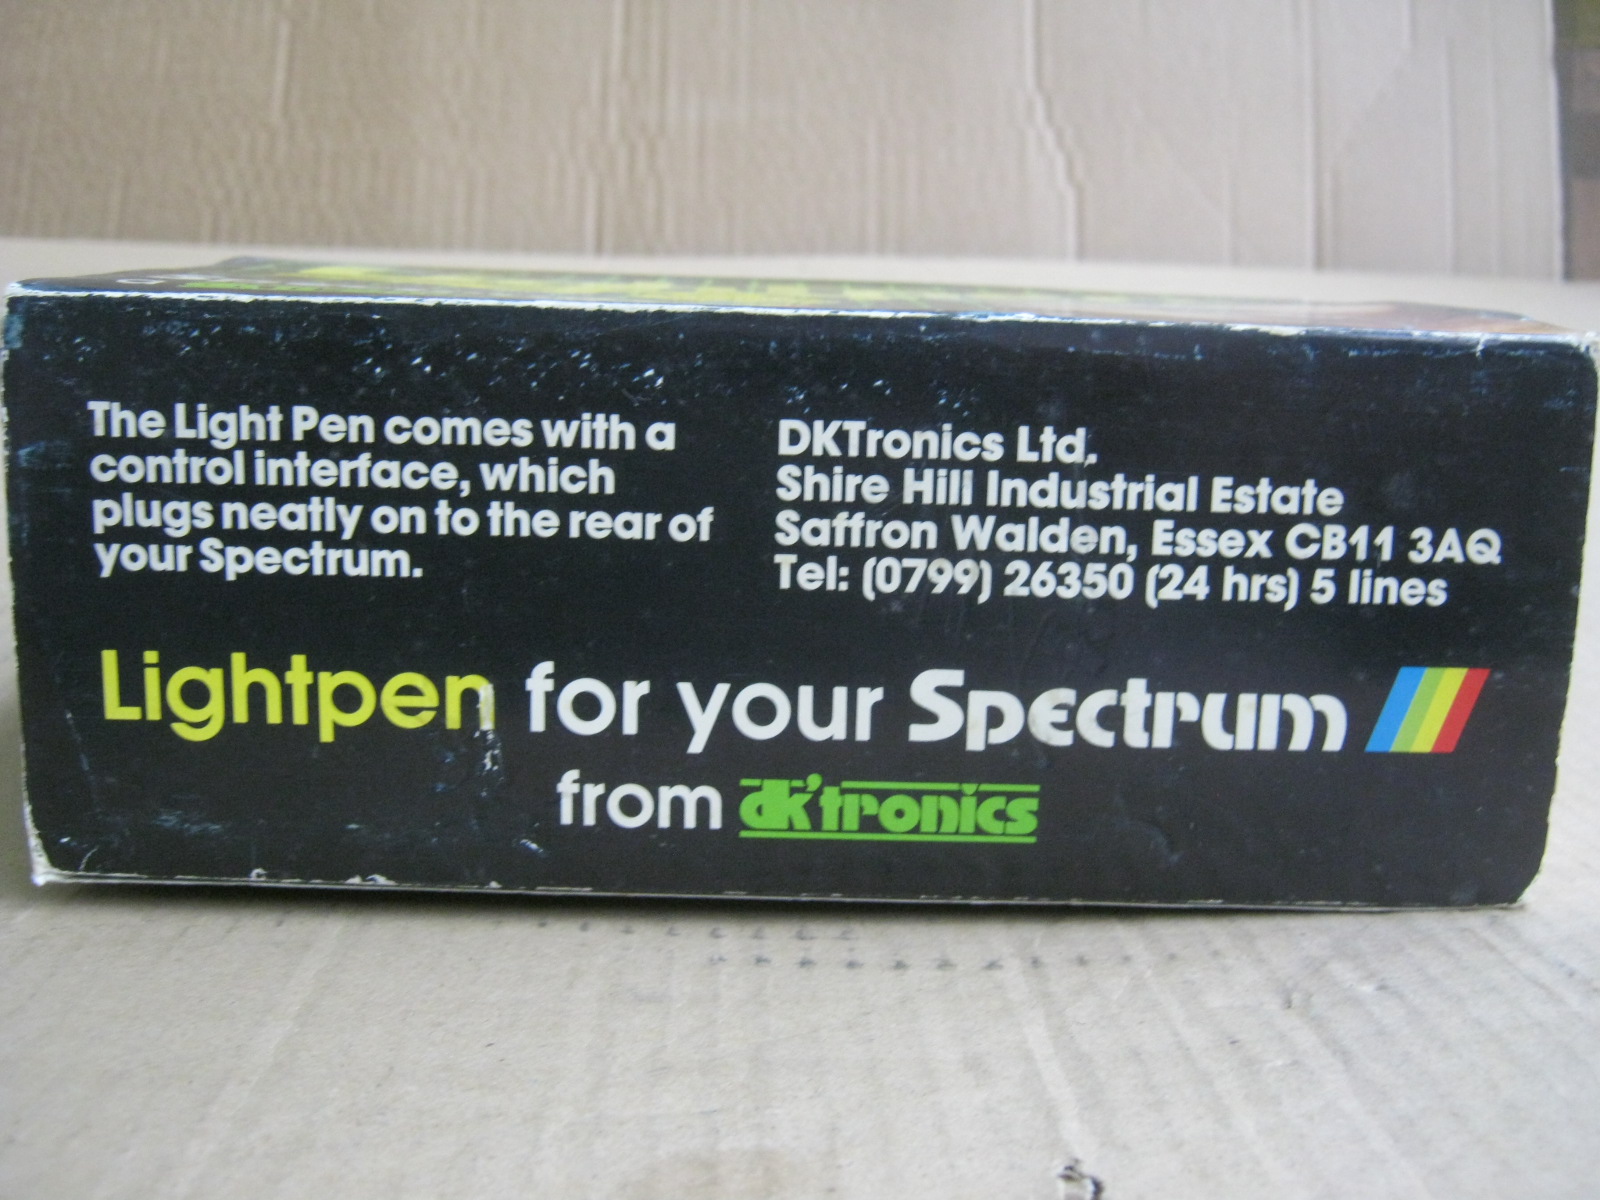 The Light Pen comes with a
control interface, which
plugs neatly on to the rear of
your Spectrum.
DKTronics Ltd.
Shire Hill Industrial Estate
Saffron Walden, Essex CB11 3AQ
Tel: (0799) 26350 (24 hrs) 5 lines
Lightpen for your Spectrum
from dk'tronics